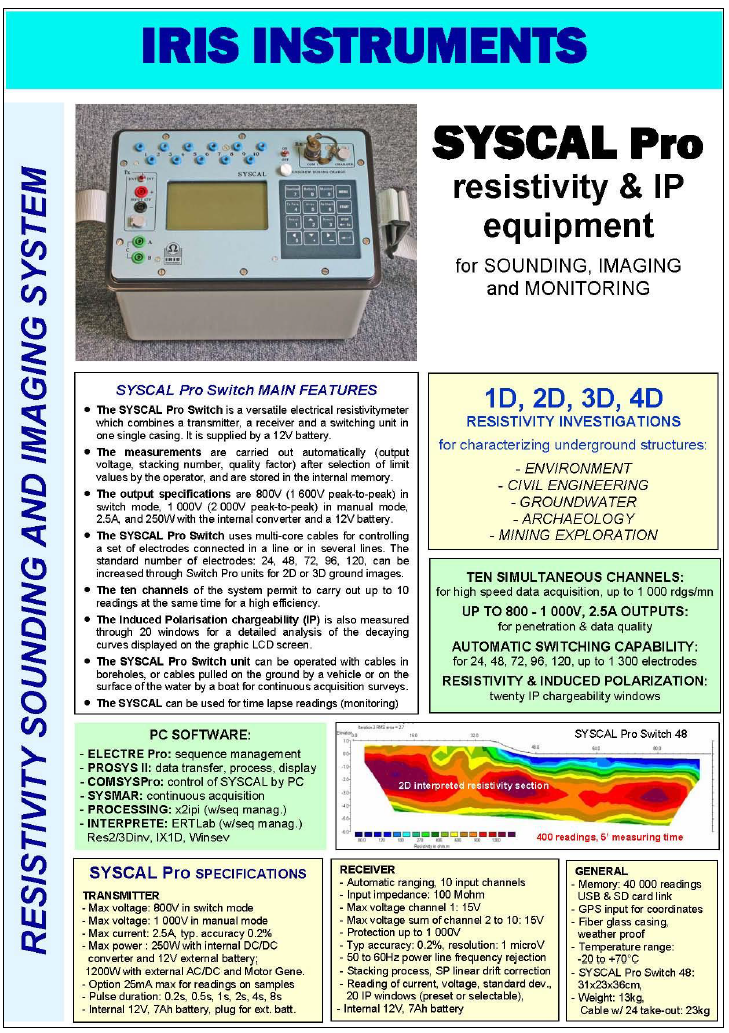 IRIS INSTRUMENTS
RESISTIVITY SOUNDING AND IMAGING SYSTEM
SYSCAL
1 2 3 4 5 6 7 8 9 10
A
B
SYSCAL Pro
resistivity & IP
equipment
for SOUNDING, IMAGING
and MONITORING
SYSCAL Pro Switch MAIN FEATURES
● The SYSCAL Pro Switch is a versatile electrical resistivitymeter
which combines a transmitter, a receiver and a switching unit in
one single casing. It is supplied by a 12V battery.
● The measurements are carried out automatically (output
voltage, stacking number, quality factor) after selection of limit
values by the operator, and are stored in the internal memory.
● The output specifications are 800V (1 600V peak-to-peak) in
switch mode, 1 000V (2 000V peak-to-peak) in manual mode,
2.5A, and 250W with the internal converter and a 12V battery.
● The SYSCAL Pro Switch uses multi-core cables for controlling
a set of electrodes connected in a line or in several lines. The
standard number of electrodes: 24, 48, 72, 96, 120, can be
increased through Switch Pro units for 2D or 3D ground images.
● The ten channels of the system permit to carry out up to 10
readings at the same time for a high efficiency.
● The Induced Polarisation chargeability (IP) is also measured
through 20 windows for a detailed analysis of the decaying
curves displayed on the graphic LCD screen.
● The SYSCAL Pro Switch unit can be operated with cables in
boreholes, or cables pulled on the ground by a vehicle or on the
surface of the water by a boat for continuous acquisition surveys.
● The SYSCAL can be used for time lapse readings (monitoring)
1D, 2D, 3D, 4D
RESISTIVITY INVESTIGATIONS
for characterizing underground structures:
- ENVIRONMENT
- CIVIL ENGINEERING
- GROUNDWATER
- ARCHAEOLOGY
- MINING EXPLORATION
TEN SIMULTANEOUS CHANNELS:
for high speed data acquisition, up to 1 000 rdgs/mn
UP TO 800 - 1 000V, 2.5A OUTPUTS:
for penetration & data quality
AUTOMATIC SWITCHING CAPABILITY:
for 24, 48, 72, 96, 120, up to 1 300 electrodes
RESISTIVITY & INDUCED POLARIZATION:
twenty IP chargeability windows
PC SOFTWARE:
- ELECTRE Pro: sequence management
- PROSYS II: data transfer, process, display
- COMSYSPro: control of SYSCAL by PC
- SYSMAR: continuous acquisition
- PROCESSING: x2ipi (w/seq manag.)
- INTERPRETE: ERTLab (w/seq manag.)
Res2/3Dinv, IX1D, Winsev
SYSCAL Pro Switch 48
2D interpreted resistivity section
400 readings, 5' measuring time
SYSCAL Pro SPECIFICATIONS
TRANSMITTER
- Max voltage: 800V in switch mode
- Max voltage: 1 000V in manual mode
- Max current: 2.5A, typ. accuracy 0.2%
- Max power : 250W with internal DC/DC
converter and 12V external battery;
1200W with external AC/DC and Motor Gene.
- Option 25mA max for readings on samples
- Pulse duration: 0.2s, 0.5s, 1s, 2s, 4s, 8s
- Internal 12V, 7Ah battery, plug for ext. batt.
RECEIVER
- Automatic ranging, 10 input channels
- Input impedance: 100 Mohm
- Max voltage channel 1: 15V
- Max voltage sum of channel 2 to 10: 15V
- Protection up to 1 000V
- Typ accuracy: 0.2%, resolution: 1 microV
- 50 to 60Hz power line frequency rejection
- Stacking process, SP linear drift correction
- Reading of current, voltage, standard dev.,
20 IP windows (preset or selectable),
- Internal 12V, 7Ah battery
GENERAL
- Memory: 40 000 readings
USB & SD card link
- GPS input for coordinates
- Fiber glass casing,
weather proof
- Temperature range:
-20 to +70°C
- SYSCAL Pro Switch 48:
31x23x36cm,
- Weight: 13kg,
Cable w/ 24 take-out: 23kg